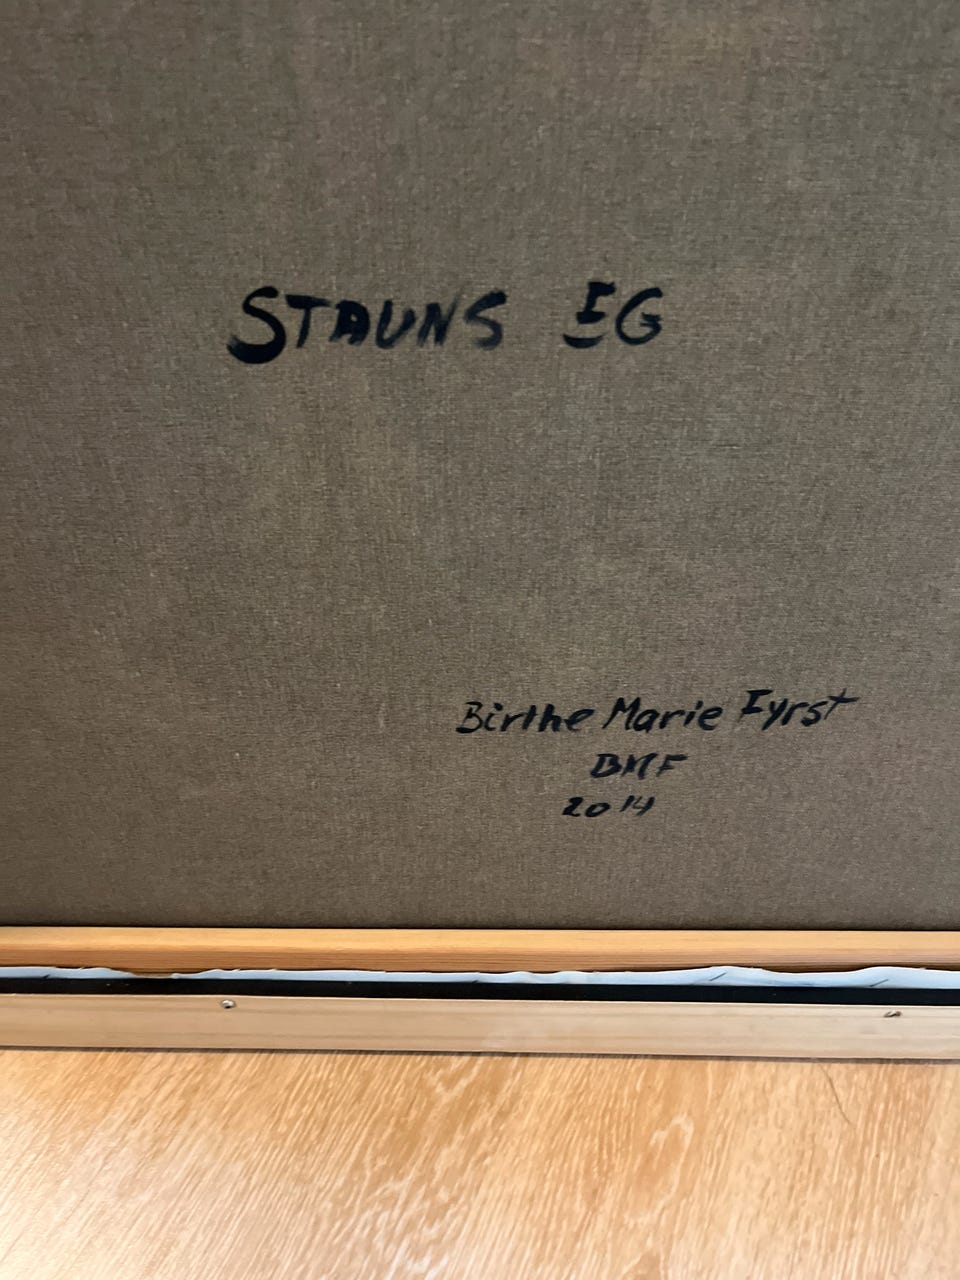 STAUNS EG
Birthe Marie Fyrst
BMF
2014